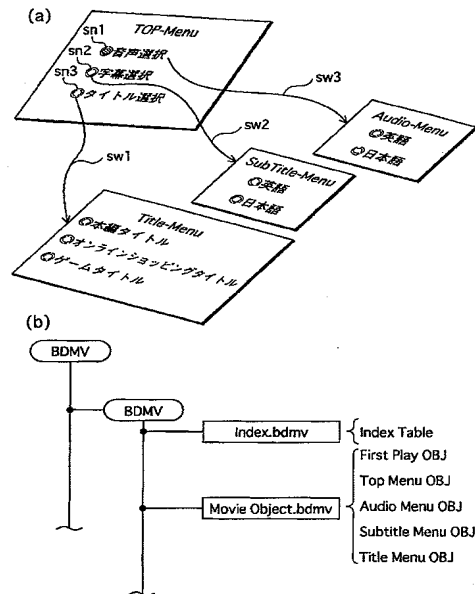 (a)
TOP-Menu
sn1
音声選択
sn2
字幕選択
sn3
タイトル選択
sw3
sw2
sw1
Audio-Menu
英語
日本語
SubTitle-Menu
英語
日本語
Title-Menu
本編タイトル
オンラインショッピングタイトル
ゲームタイトル
(b)
BDMV
BDMV
Index.bdmv
Index Table
First Play OBJ
Top Menu OBJ
Movie Object.bdmv
Audio Menu OBJ
Subtitle Menu OBJ
Title Menu OBJ